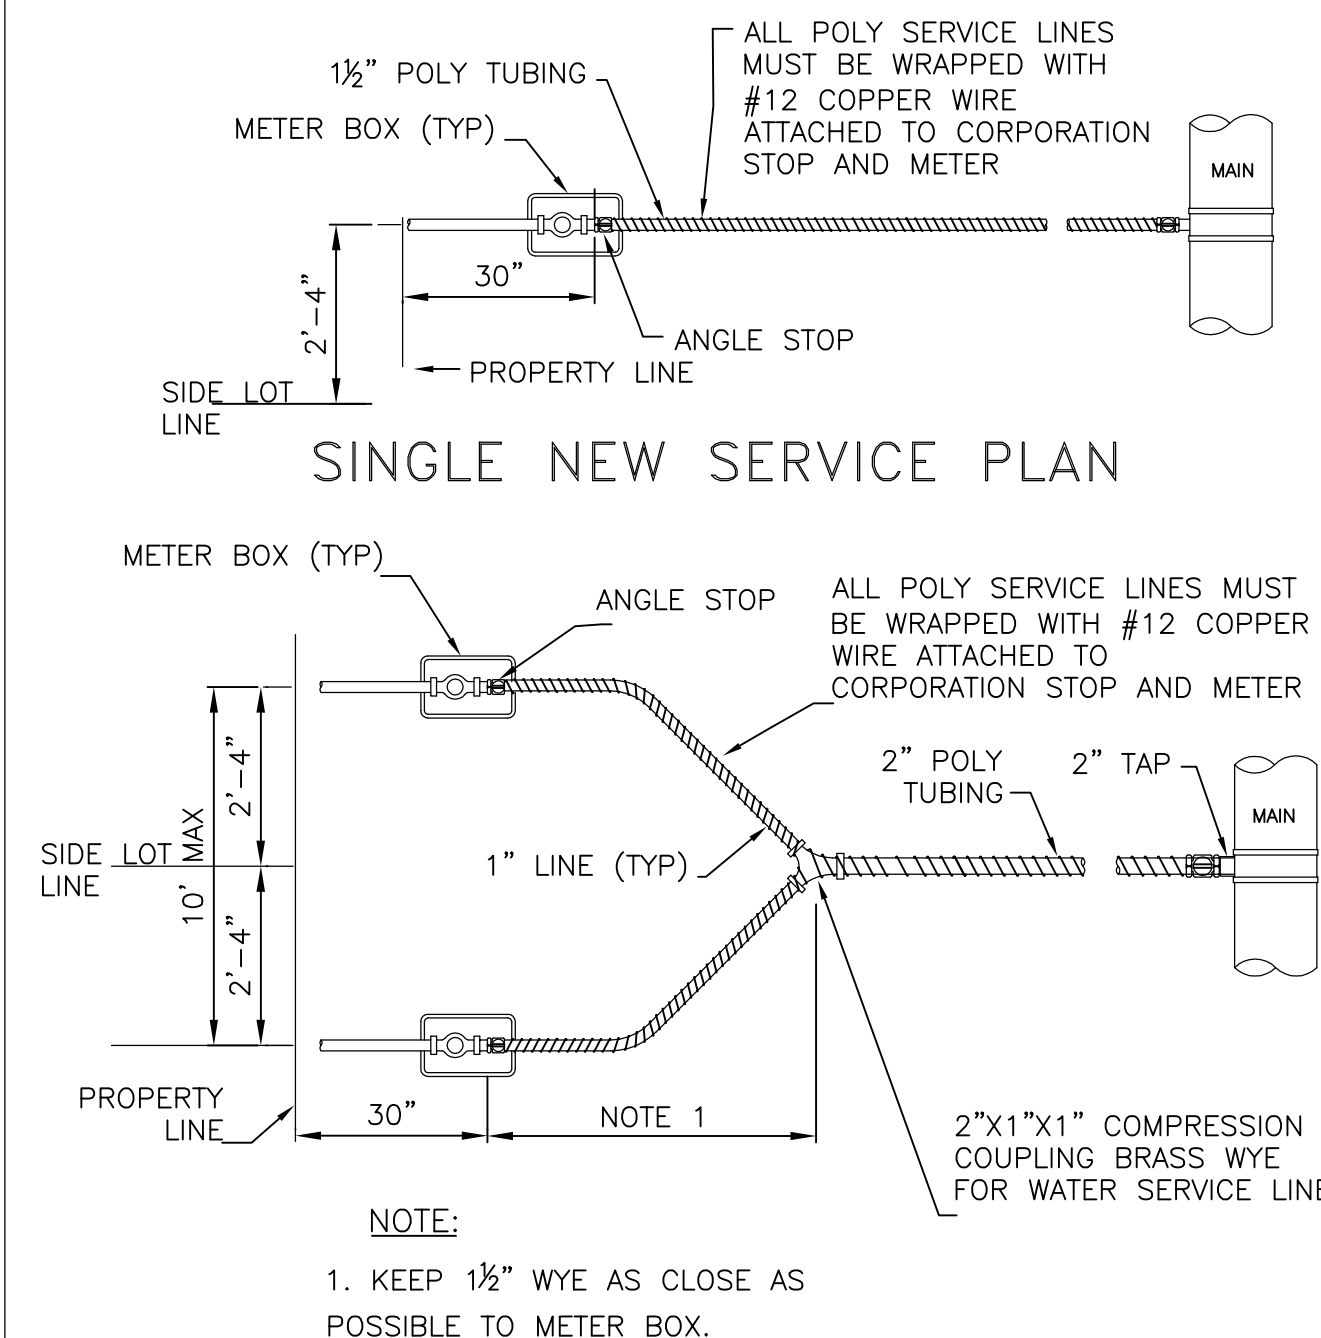 ALL POLY SERVICE LINES
MUST BE WRAPPED WITH
#12 COPPER WIRE
ATTACHED TO CORPORATION
STOP AND METER
1½” POLY TUBING
METER BOX (TYP)
MAIN
30”
2’-4”
ANGLE STOP
PROPERTY LINE
SIDE LOT
LINE
SINGLE NEW SERVICE PLAN
METER BOX (TYP)
ANGLE STOP
ALL POLY SERVICE LINES MUST
BE WRAPPED WITH #12 COPPER
WIRE ATTACHED TO
CORPORATION STOP AND METER
2” POLY
TUBING
2” TAP
MAIN
2’-4”
10’ MAX
SIDE LOT
LINE
1” LINE (TYP)
2’-4”
PROPERTY
LINE
30”
NOTE 1
2”X1”X1” COMPRESSION
COUPLING BRASS WYE
FOR WATER SERVICE LINE
NOTE:
1. KEEP 1½” WYE AS CLOSE AS
POSSIBLE TO METER BOX.